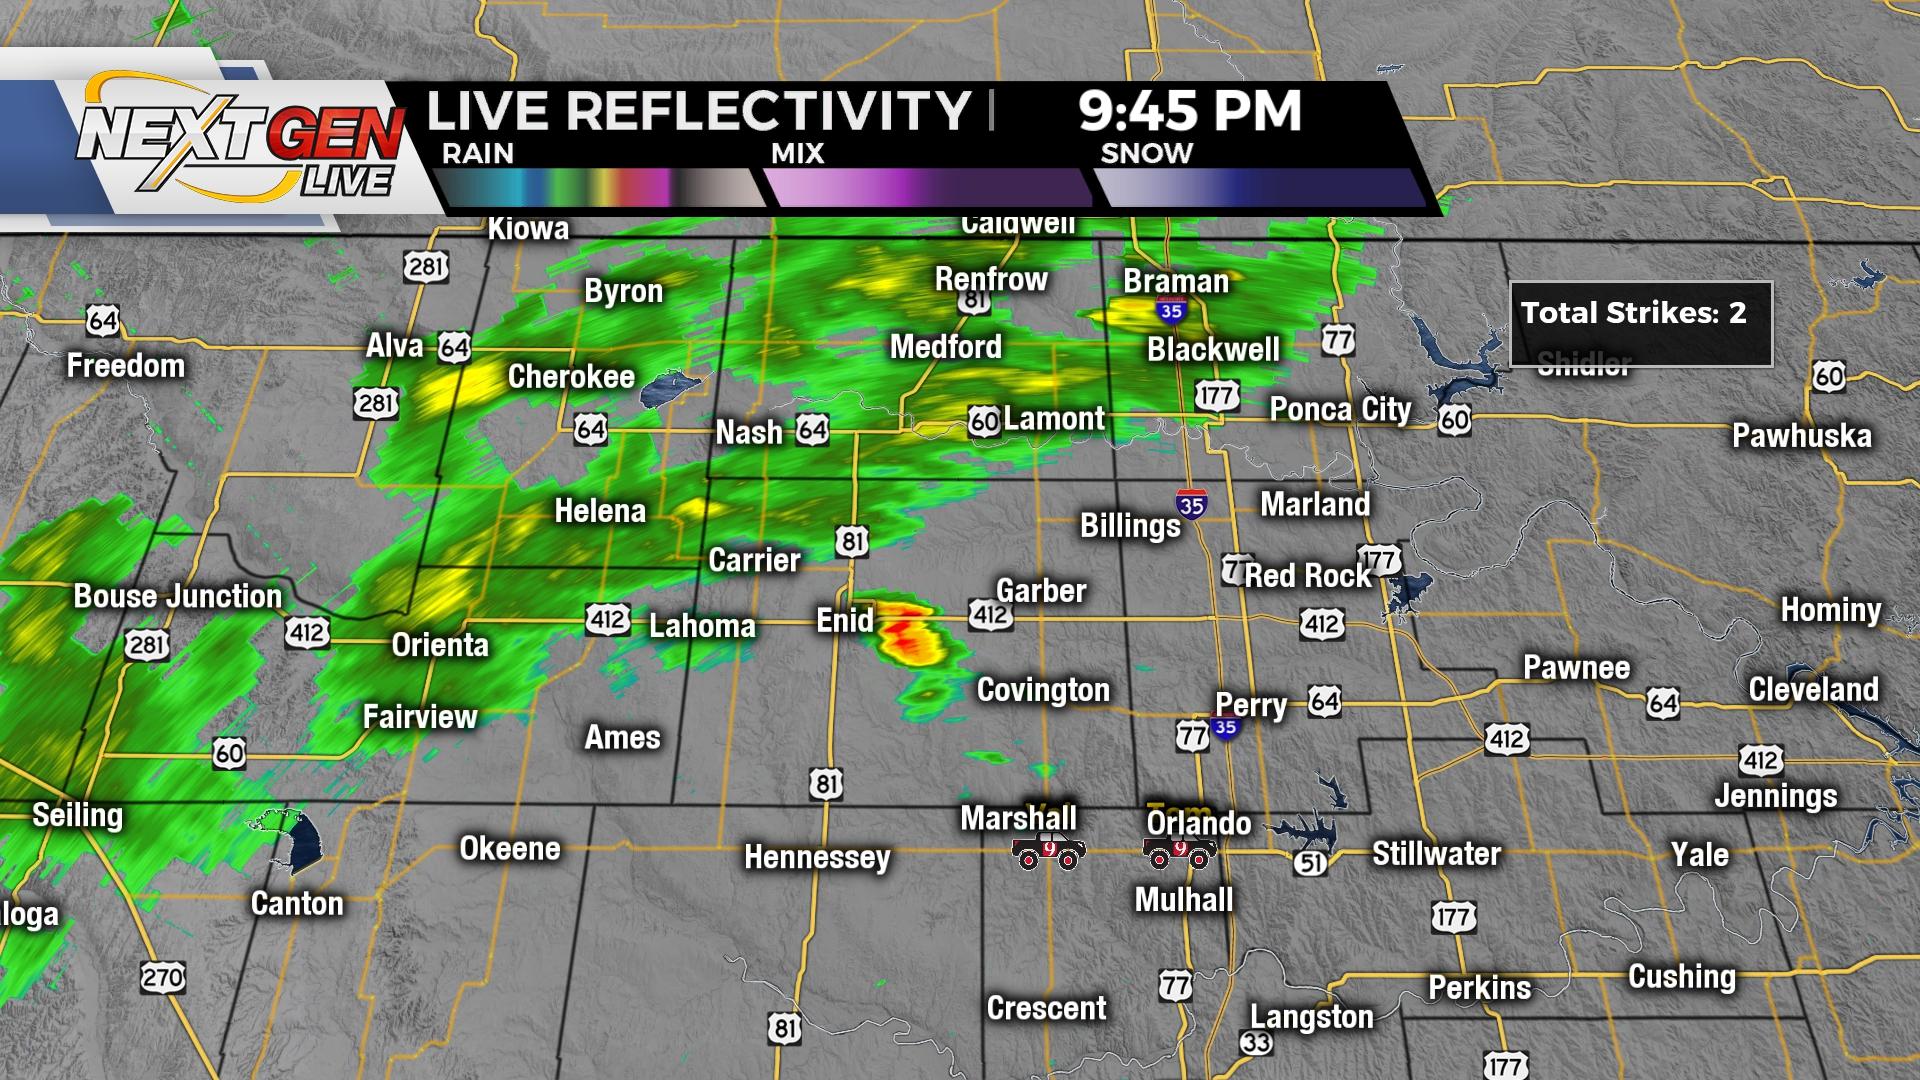 NEXTGEN
LIVE
LIVE REFLECTIVITY | 9:45 PM
RAIN
MIX
SNOW
Kiowa
Caldwell
281
Byron
Renfrow
81
Braman
35
Total Strikes: 2
64
Alva
64
Medford
Blackwell
77
Shidler
Freedom
Cherokee
60
281
177
Ponca City
60
64
Nash
64
60
Lamont
Pawhuska
Helena
35
Marland
Billings
81
Carrier
177
77
Red Rock
Bouse Junction
Garber
Hominy
412
412
Lahoma
Enid
412
412
281
Orienta
Pawnee
Covington
Cleveland
Fairview
Perry
64
64
35
77
Ames
412
60
412
81
Jennings
Seiling
Marshall
Tom
Orlando
9
9
Okeene
Hennessey
51
Stillwater
Yale
Canton
Mulhall
loga
177
270
77
Perkins
Cushing
Crescent
Langston
81
33
177